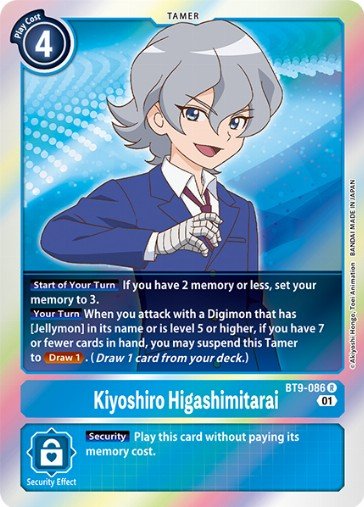 Play Cost
4
TAMER
Start of Your Turn If you have 2 memory or less, set your
memory to 3.
Your Turn When you attack with a Digimon that has
[Jellymon] in its name or is level 5 or higher, if you have 7
or fewer cards in hand, you may suspend this Tamer
to Draw 1. (Draw 1 card from your deck.)
©Akiyoshi Hongo, Toei Animation BANDAI MADE IN JAPAN
BT9-086 R
Kiyoshiro Higashimitarai
01
Security Play this card without paying its
memory cost.
Security Effect